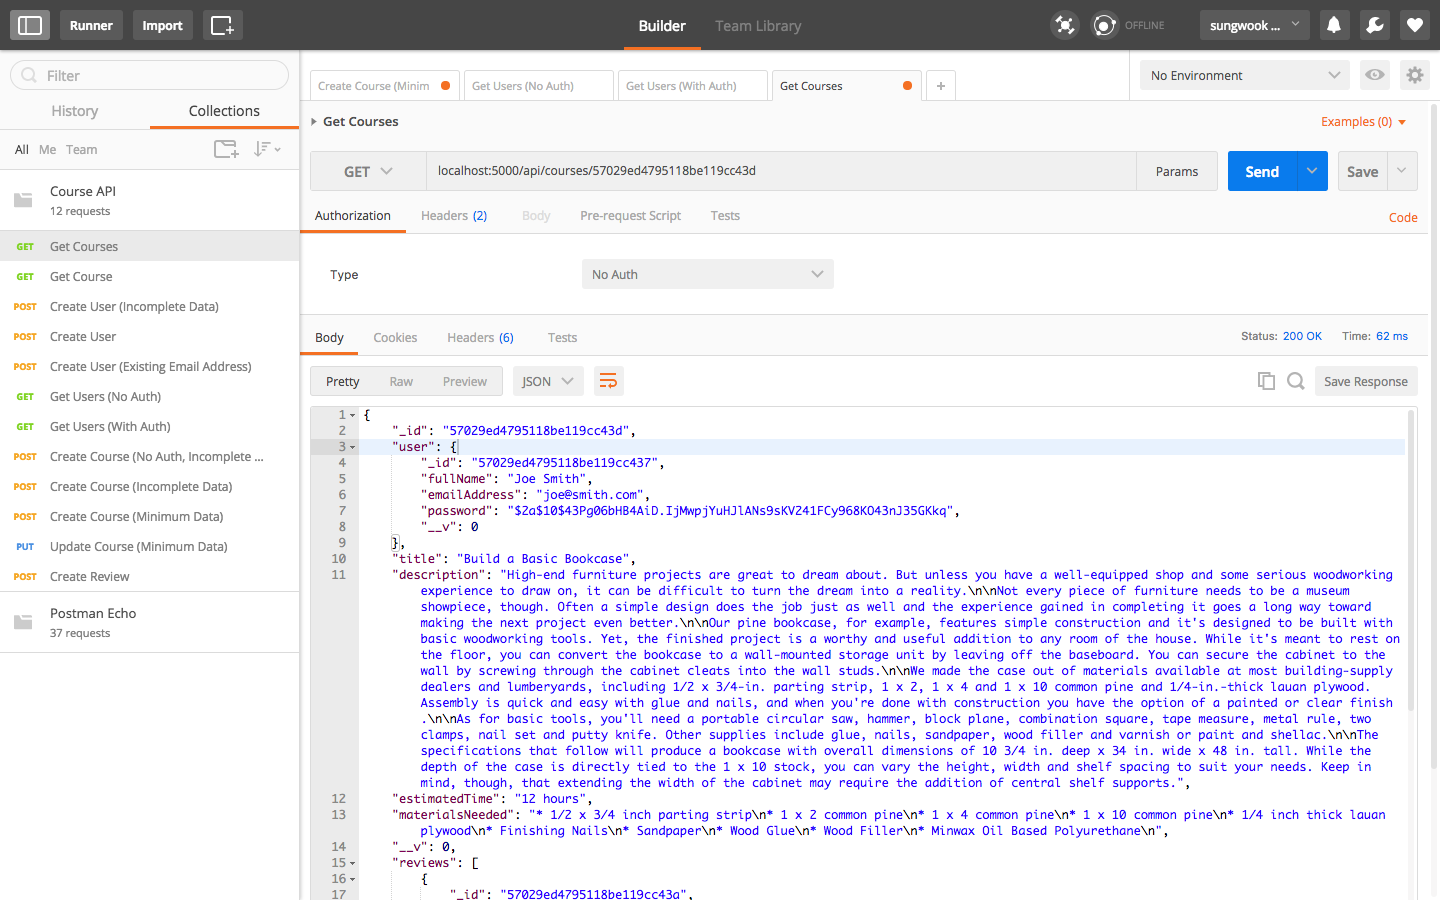 Runner
Import
Builder
Team Library
OFFLINE
sungwook ...
Filter
History
Collections
All Me Team
Course API
12 requests
GET Get Courses
GET Get Course
POST Create User (Incomplete Data)
POST Create User
POST Create User (Existing Email Address)
GET Get Users (No Auth)
GET Get Users (With Auth)
POST Create Course (No Auth, Incomplete ...
POST Create Course (Incomplete Data)
POST Create Course (Minimum Data)
PUT Update Course (Minimum Data)
POST Create Review
Postman Echo
37 requests
Create Course (Minim
Get Users (No Auth)
Get Users (With Auth)
Get Courses
+
No Environment
Get Courses
Examples (0)
GET
localhost:5000/api/courses/57029ed4795118be119cc43d
Params
Send
Save
Authorization
Headers (2)
Body
Pre-request Script
Tests
Code
Type
No Auth
Body
Cookies
Headers (6)
Tests
Status: 200 OK
Time: 62 ms
Pretty
Raw
Preview
JSON
Save Response
1 {
2 "_id": "57029ed4795118be119cc43d",
3 "user": {
4 "_id": "57029ed4795118be119cc437",
5 "fullName": "Joe Smith",
6 "emailAddress": "joe@smith.com",
7 "password": "$2a$10$43Pg06bHB4AiD.IjMwpjYuHJlANs9sKV241FCy968KO43nJ35GKkq",
8 "__v": 0
9 },
10 "title": "Build a Basic Bookcase",
11 "description": "High-end furniture projects are great to dream about. But unless you have a well-equipped shop and some serious woodworking
experience to draw on, it can be difficult to turn the dream into a reality.\n\nNot every piece of furniture needs to be a museum
showpiece, though. Often a simple design does the job just as well and the experience gained in completing it goes a long way toward
making the next project even better.\n\nOur pine bookcase, for example, features simple construction and it's designed to be built with
basic woodworking tools. Yet, the finished project is a worthy and useful addition to any room of the house. While it's meant to rest on
the floor, you can convert the bookcase to a wall-mounted storage unit by leaving off the baseboard. You can secure the cabinet to the
wall by screwing through the cabinet cleats into the wall studs.\n\nWe made the case out of materials available at most building-supply
dealers and lumberyards, including 1/2 x 3/4-in. parting strip, 1 x 2, 1 x 4 and 1 x 10 common pine and 1/4-in.-thick lauan plywood.
Assembly is quick and easy with glue and nails, and when you're done with construction you have the option of a painted or clear finish
.\n\nAs for basic tools, you'll need a portable circular saw, hammer, block plane, combination square, tape measure, metal rule, two
clamps, nail set and putty knife. Other supplies include glue, nails, sandpaper, wood filler and varnish or paint and shellac.\n\nThe
specifications that follow will produce a bookcase with overall dimensions of 10 3/4 in. deep x 34 in. wide x 48 in. tall. While the
depth of the case is directly tied to the 1 x 10 stock, you can vary the height, width and shelf spacing to suit your needs. Keep in
mind, though, that extending the width of the cabinet may require the addition of central shelf supports.",
12 "estimatedTime": "12 hours",
13 "materialsNeeded": "* 1/2 x 3/4 inch parting strip\n* 1 x 2 common pine\n* 1 x 4 common pine\n* 1 x 10 common pine\n* 1/4 inch thick lauan
plywood\n* Finishing Nails\n* Sandpaper\n* Wood Glue\n* Wood Filler\n* Minwax Oil Based Polyurethane\n",
14 "__v": 0,
15 "reviews": [
16 {
17 "_id": "57029ed4795118be119cc43a",